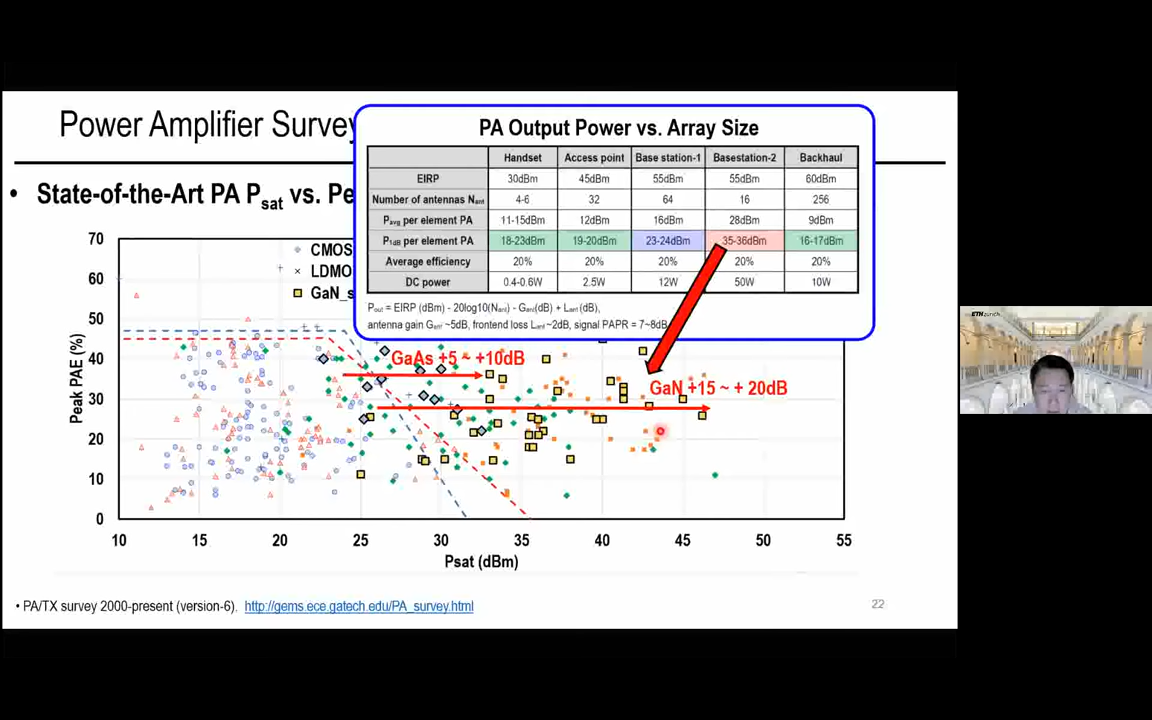 Power Amplifier Survey
PA Output Power vs. Array Size
Handset Access point Base station-1 Basestation-2 Backhaul
EIRP 30dBm 45dBm 55dBm 55dBm 60dBm
Number of antennas Nant 4-6 32 64 16 256
Pavg per element PA 11-15dBm 12dBm 16dBm 28dBm 9dBm
P1dB per element PA 18-23dBm 19-20dBm 23-24dBm 35-36dBm 16-17dBm
Average efficiency 20% 20% 20% 20% 20%
DC power 0.4-0.6W 2.5W 12W 50W 10W
Pout = EIRP (dBm) - 20log10(Nant) - Gant(dB) + Lant (dB),
antenna gain Gant ~5dB, frontend loss Lant ~2dB, signal PAPR = 7~8dB
• State-of-the-Art PA Psat vs. Pe
CMOS
LDMO
GaN_s
GaAs +5 ~ +10dB
GaN +15 ~ + 20dB
Peak PAE (%)
70
60
50
40
30
20
10
0
10 15 20 25 30 35 40 45 50 55
Psat (dBm)
• PA/TX survey 2000-present (version-6). http://gems.ece.gatech.edu/PA_survey.html
22
ETH zürich